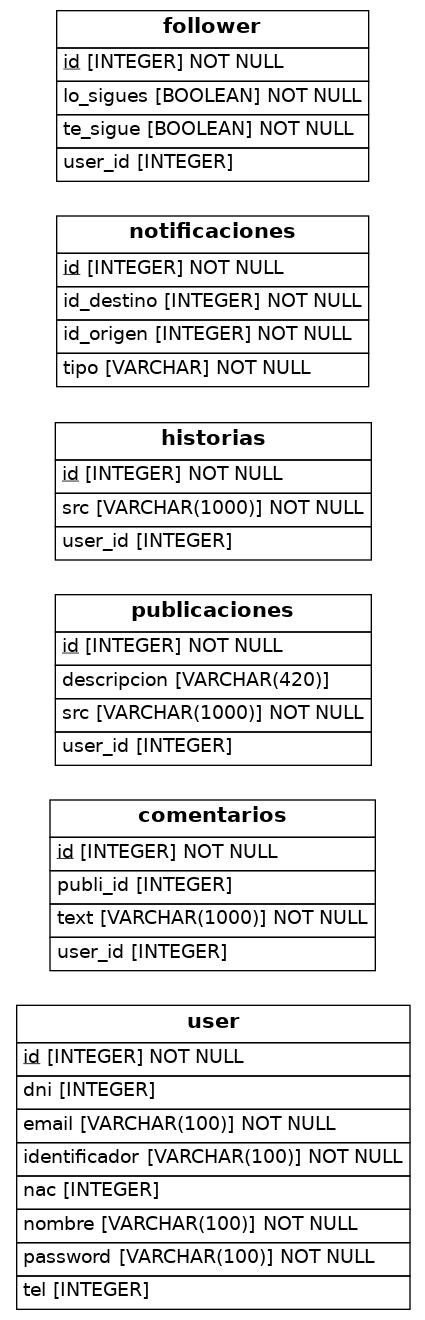 follower
id [INTEGER] NOT NULL
lo_sigues [BOOLEAN] NOT NULL
te_sigue [BOOLEAN] NOT NULL
user_id [INTEGER]
notificaciones
id [INTEGER] NOT NULL
id_destino [INTEGER] NOT NULL
id_origen [INTEGER] NOT NULL
tipo [VARCHAR] NOT NULL
historias
id [INTEGER] NOT NULL
src [VARCHAR(1000)] NOT NULL
user_id [INTEGER]
publicaciones
id [INTEGER] NOT NULL
descripcion [VARCHAR(420)]
src [VARCHAR(1000)] NOT NULL
user_id [INTEGER]
comentarios
id [INTEGER] NOT NULL
publi_id [INTEGER]
text [VARCHAR(1000)] NOT NULL
user_id [INTEGER]
user
id [INTEGER] NOT NULL
dni [INTEGER]
email [VARCHAR(100)] NOT NULL
identificador [VARCHAR(100)] NOT NULL
nac [INTEGER]
nombre [VARCHAR(100)] NOT NULL
password [VARCHAR(100)] NOT NULL
tel [INTEGER]